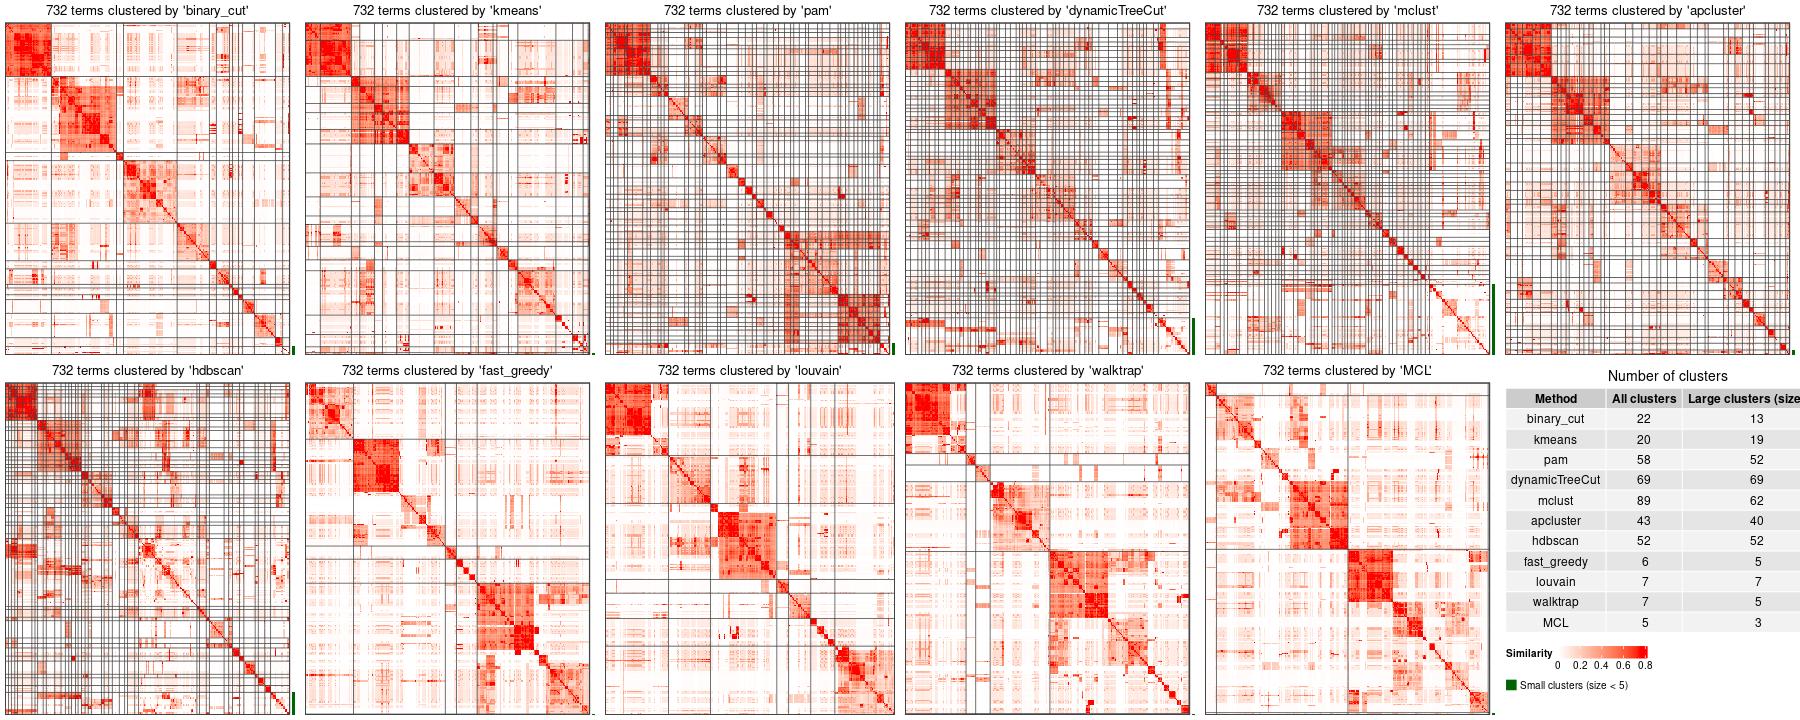 732 terms clustered by 'binary_cut'
732 terms clustered by 'kmeans'
732 terms clustered by 'pam'
732 terms clustered by 'dynamicTreeCut'
732 terms clustered by 'mclust'
732 terms clustered by 'apcluster'
732 terms clustered by 'hdbscan'
732 terms clustered by 'fast_greedy'
732 terms clustered by 'louvain'
732 terms clustered by 'walktrap'
732 terms clustered by 'MCL'
Number of clusters
Method All clusters Large clusters (size
binary_cut 22 13
kmeans 20 19
pam 58 52
dynamicTreeCut 69 69
mclust 89 62
apcluster 43 40
hdbscan 52 52
fast_greedy 6 5
louvain 7 7
walktrap 7 5
MCL 5 3
Similarity
0 0.2 0.4 0.6 0.8
Small clusters (size < 5)